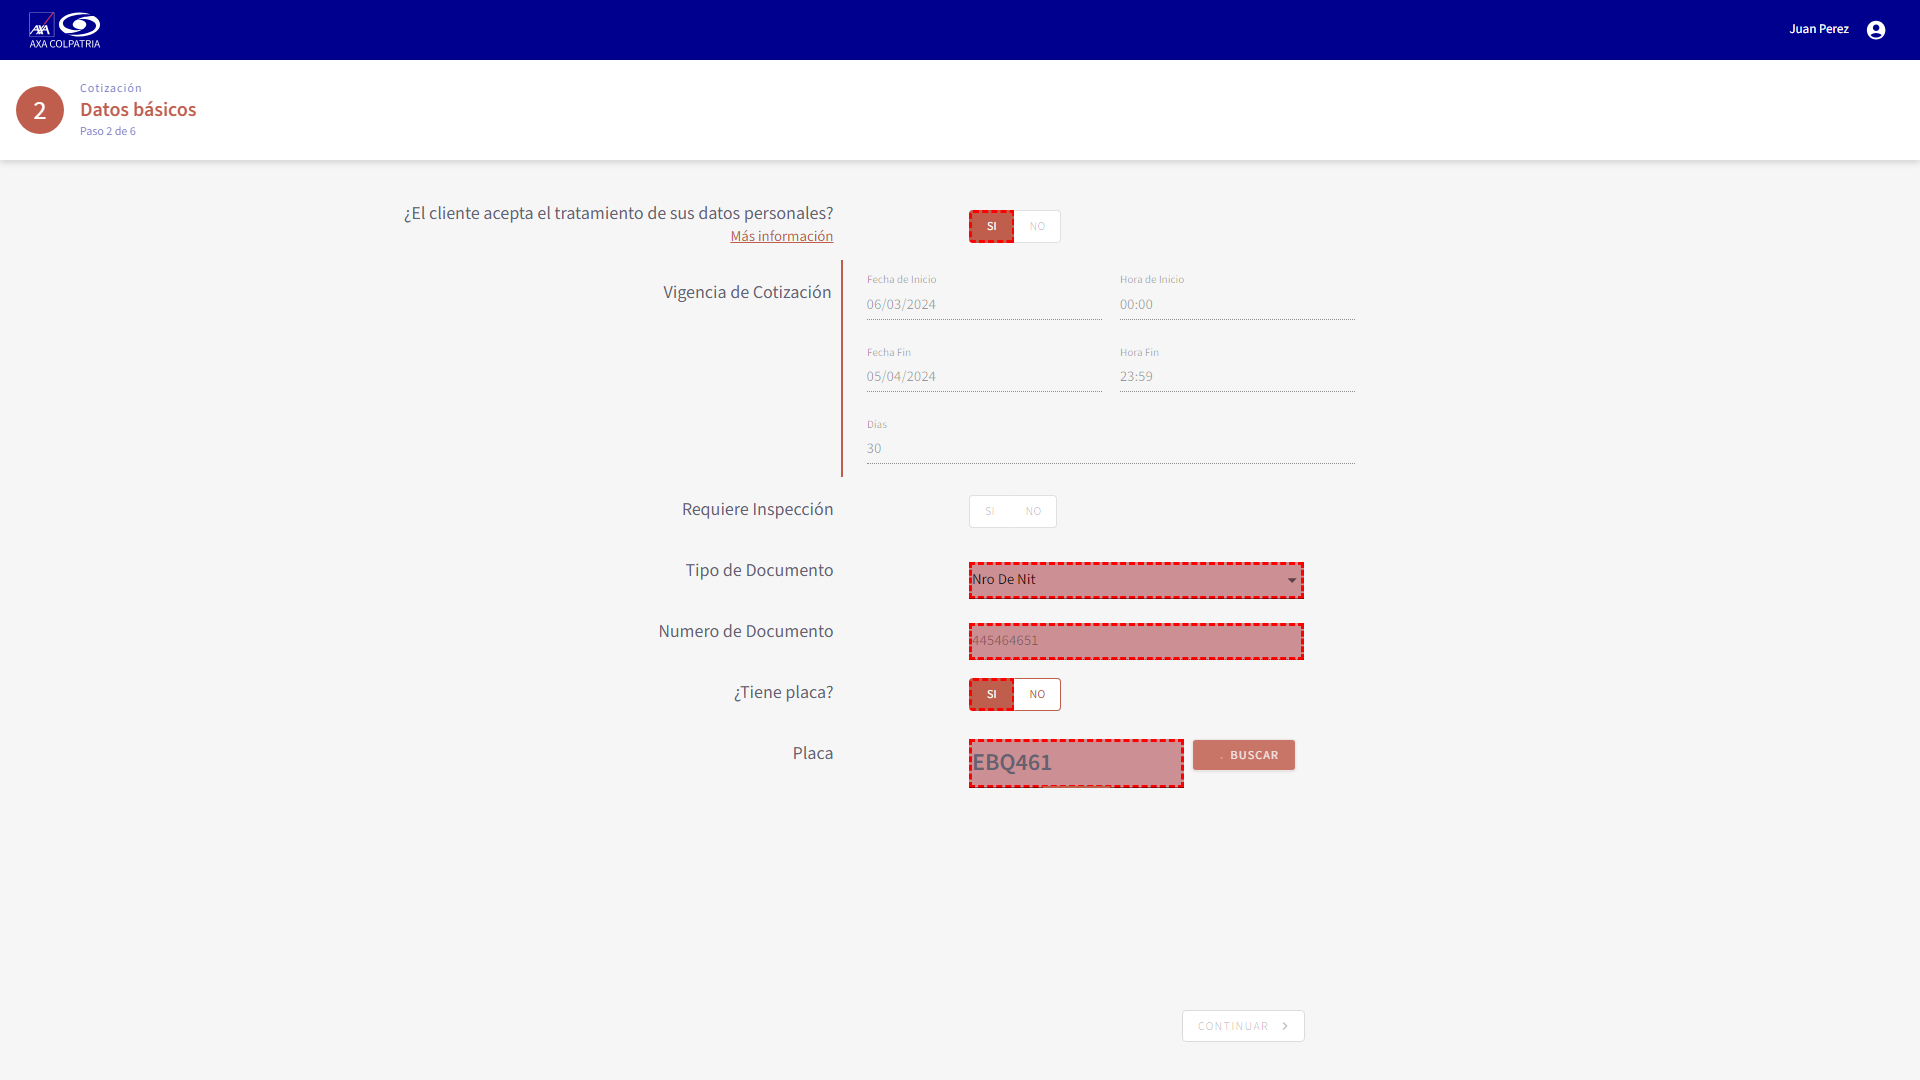 AXA
AXA COLPATRIA
Juan Perez
2
Cotización
Datos básicos
Paso 2 de 6
¿El cliente acepta el tratamiento de sus datos personales?
Más información
SI NO
Vigencia de Cotización
Fecha de Inicio
06/03/2024
Hora de Inicio
00:00
Fecha Fin
05/04/2024
Hora Fin
23:59
Días
30
Requiere Inspección
SI NO
Tipo de Documento
Nro De Nit
Numero de Documento
445464651
¿Tiene placa?
SI NO
Placa
EBQ461
BUSCAR
CONTINUAR